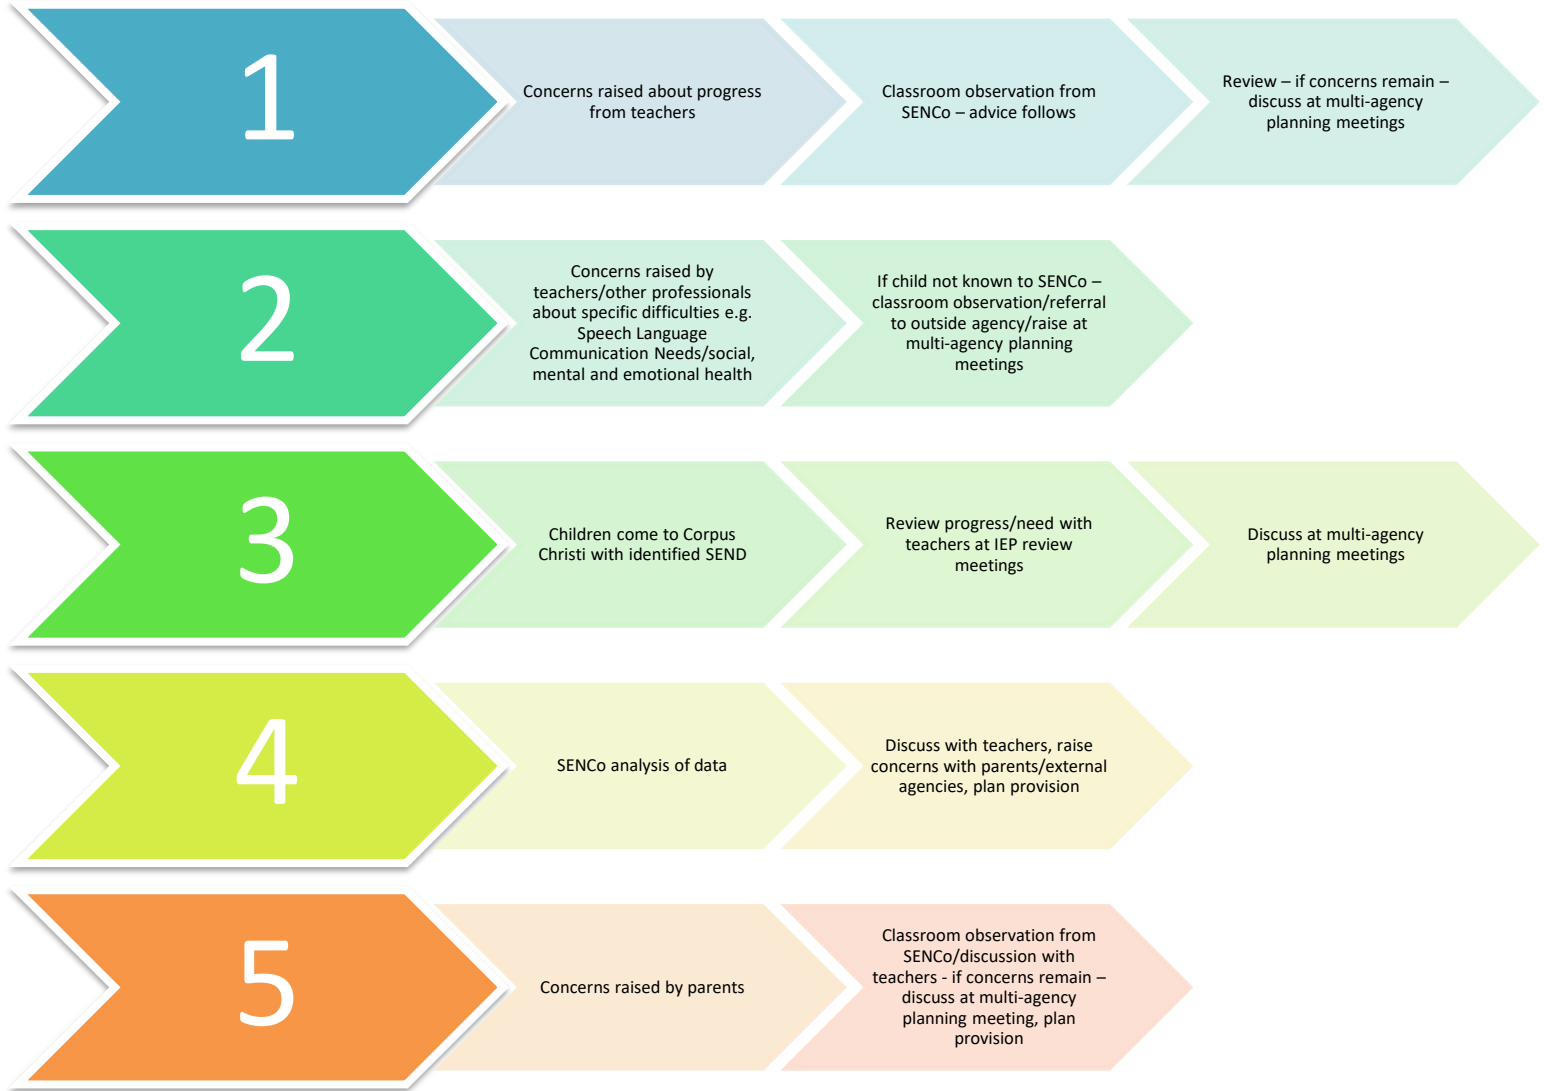 1
Concerns raised about progress
from teachers
Classroom observation from
SENCo – advice follows
Review – if concerns remain –
discuss at multi-agency
planning meetings
2
Concerns raised by
teachers/other professionals
about specific difficulties e.g.
Speech Language
Communication Needs/social,
mental and emotional health
If child not known to SENCo –
classroom observation/referral
to outside agency/raise at
multi-agency planning
meetings
3
Children come to Corpus
Christi with identified SEND
Review progress/need with
teachers at IEP review
meetings
Discuss at multi-agency
planning meetings
4
SENCo analysis of data
Discuss with teachers, raise
concerns with parents/external
agencies, plan provision
5
Concerns raised by parents
Classroom observation from
SENCo/discussion with
teachers - if concerns remain –
discuss at multi-agency
planning meeting, plan
provision